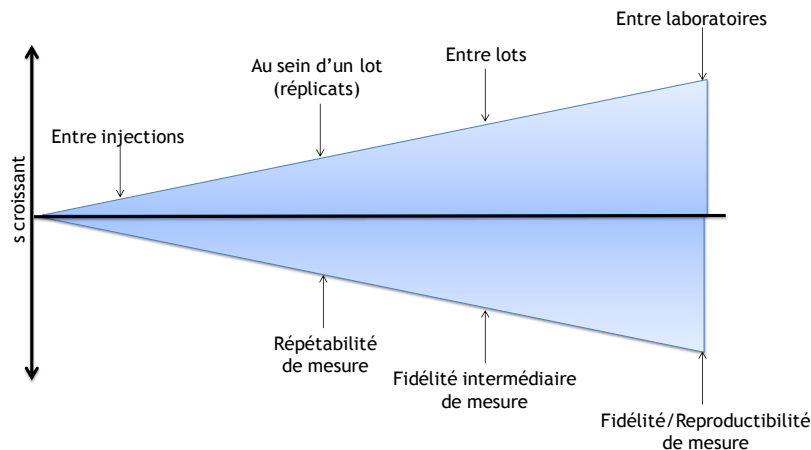 Entre laboratoires
Entre lots
Au sein d’un lot
(réplicats)
Entre injections
s croissant
Répétabilité
de mesure
Fidélité intermédiaire
de mesure
Fidélité/Reproductibilité
de mesure